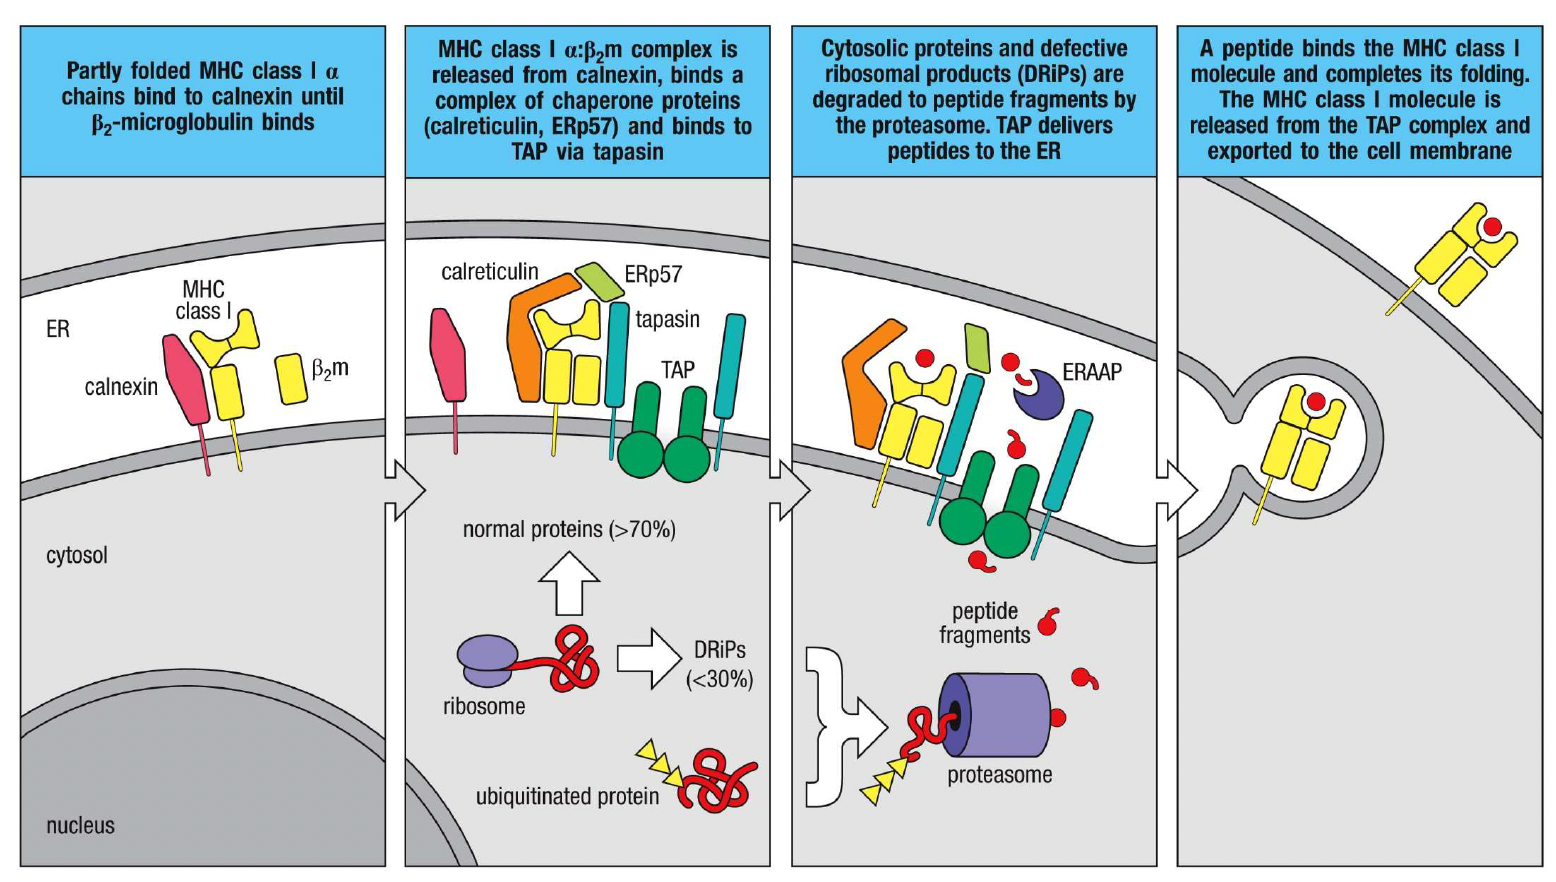 Partly folded MHC class I α
chains bind to calnexin until
β₂-microglobulin binds
MHC
class I
ER
β₂m
calnexin
cytosol
nucleus
MHC class I α:β₂m complex is
released from calnexin, binds a
complex of chaperone proteins
(calreticulin, ERp57) and binds to
TAP via tapasin
calreticulin
ERp57
tapasin
TAP
normal proteins (>70%)
DRiPs
(<30%)
ribosome
ubiquitinated protein
Cytosolic proteins and defective
ribosomal products (DRiPs) are
degraded to peptide fragments by
the proteasome. TAP delivers
peptides to the ER
ERAAP
peptide
fragments
proteasome
A peptide binds the MHC class I
molecule and completes its folding.
The MHC class I molecule is
released from the TAP complex and
exported to the cell membrane